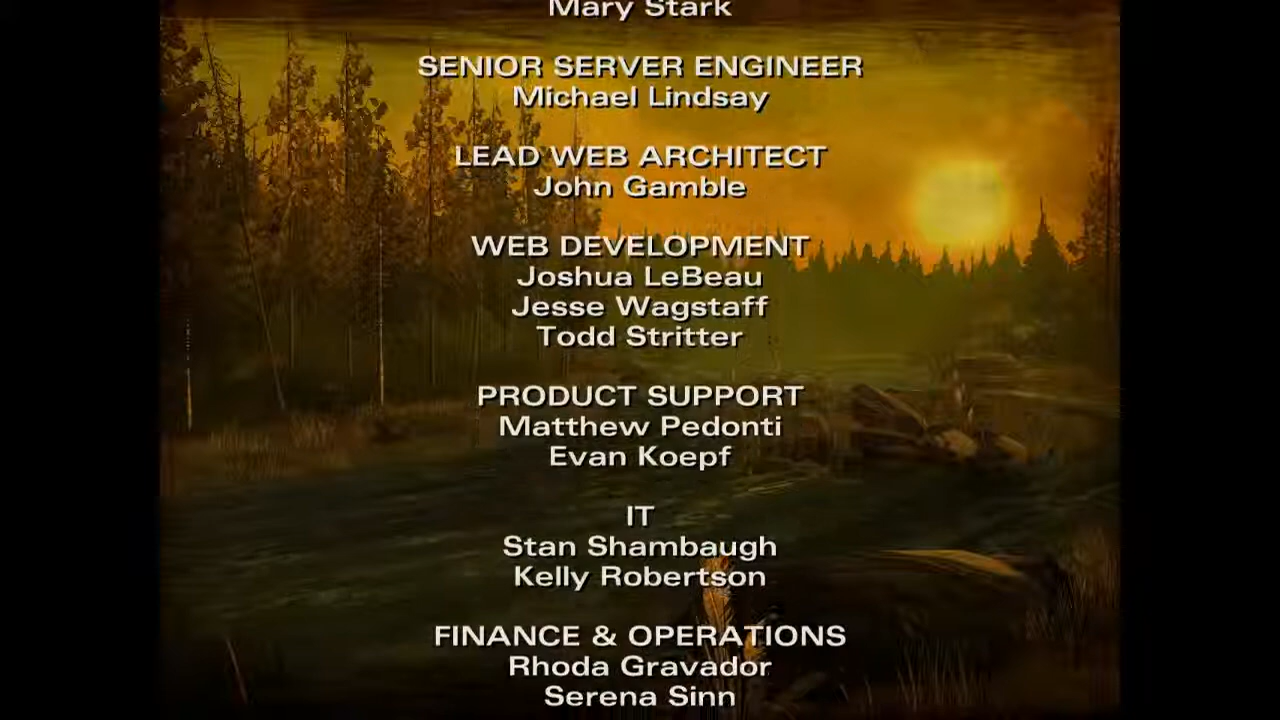 Mary Stark
SENIOR SERVER ENGINEER
Michael Lindsay
LEAD WEB ARCHITECT
John Gamble
WEB DEVELOPMENT
Joshua LeBeau
Jesse Wagstaff
Todd Stritter
PRODUCT SUPPORT
Matthew Pedonti
Evan Koepf
IT
Stan Shambaugh
Kelly Robertson
FINANCE & OPERATIONS
Rhoda Gravador
Serena Sinn